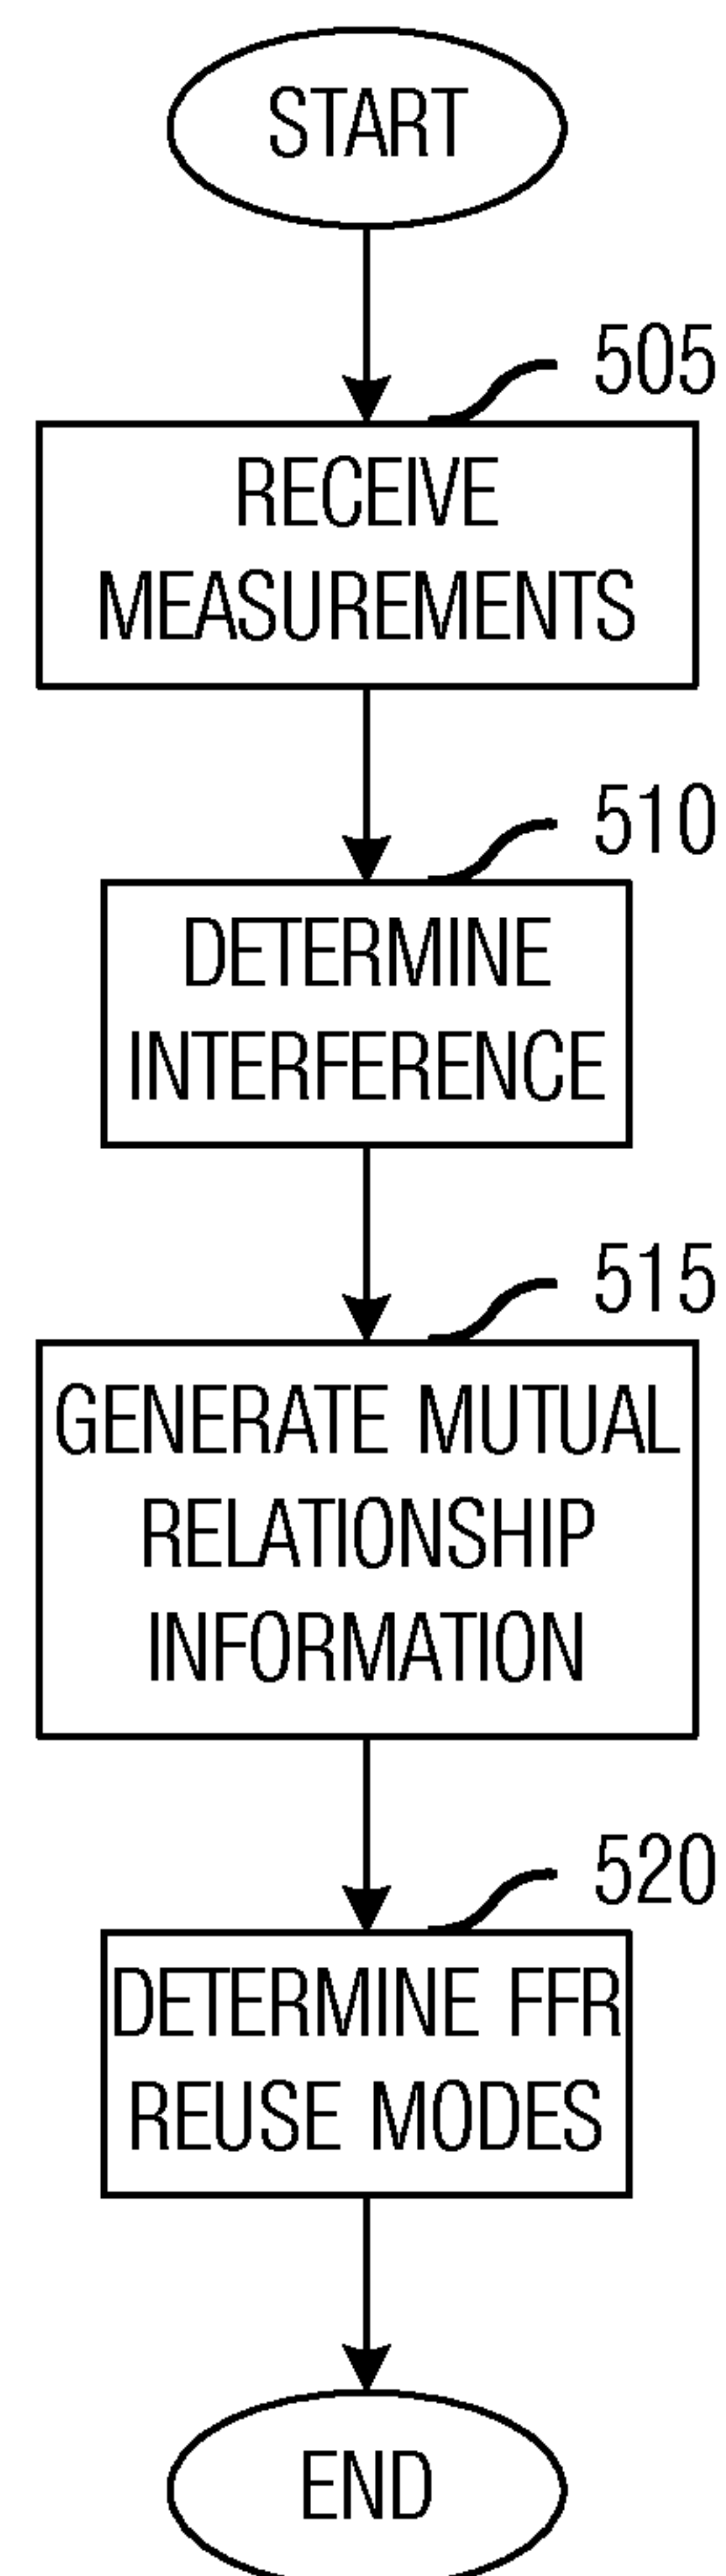 START
505
RECEIVE
MEASUREMENTS
510
DETERMINE
INTERFERENCE
515
GENERATE MUTUAL
RELATIONSHIP
INFORMATION
520
DETERMINE FFR
REUSE MODES
END